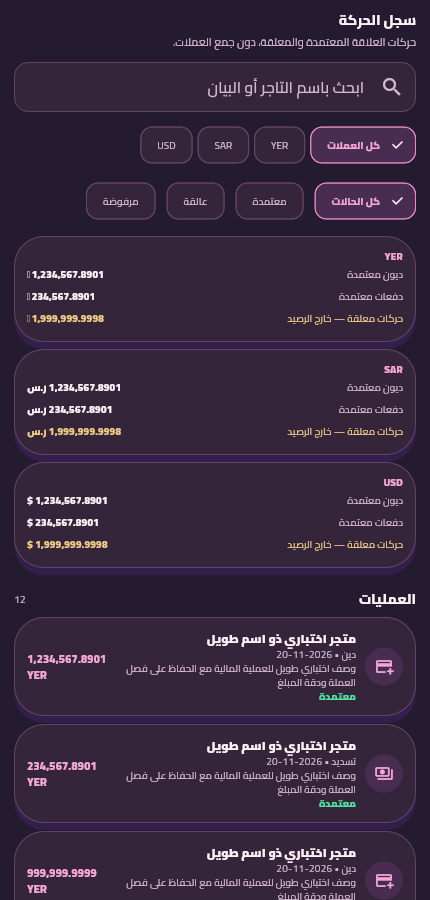 سجل الحركة
حركات العلاقة المعتمدة والمعلقة، دون جمع العملات.
ابحث باسم التاجر أو البيان
كل العملات
YER
SAR
USD
كل الحالات
معتمدة
عالقة
مرفوضة
YER
ديون معتمدة 1,234,567.8901
دفعات معتمدة 234,567.8901
حركات معلقة — خارج الرصيد 1,999,999.9998
SAR
ديون معتمدة 1,234,567.8901 ر.س
دفعات معتمدة 234,567.8901 ر.س
حركات معلقة — خارج الرصيد 1,999,999.9998 ر.س
USD
ديون معتمدة 1,234,567.8901 $
دفعات معتمدة 234,567.8901 $
حركات معلقة — خارج الرصيد 1,999,999.9998 $
العمليات 12
متجر اختباري ذو اسم طويل
دين • 2026-11-20
وصف اختباري طويل للعملية المالية مع الحفاظ على فصل
العملة ودقة المبلغ
معتمدة
1,234,567.8901
YER
متجر اختباري ذو اسم طويل
تسديد • 2026-11-20
وصف اختباري طويل للعملية المالية مع الحفاظ على فصل
العملة ودقة المبلغ
معتمدة
234,567.8901
YER
متجر اختباري ذو اسم طويل
دين • 2026-11-20
وصف اختباري طويل للعملية المالية مع الحفاظ على فصل
العملة ودقة المبلغ
999,999.9999
YER